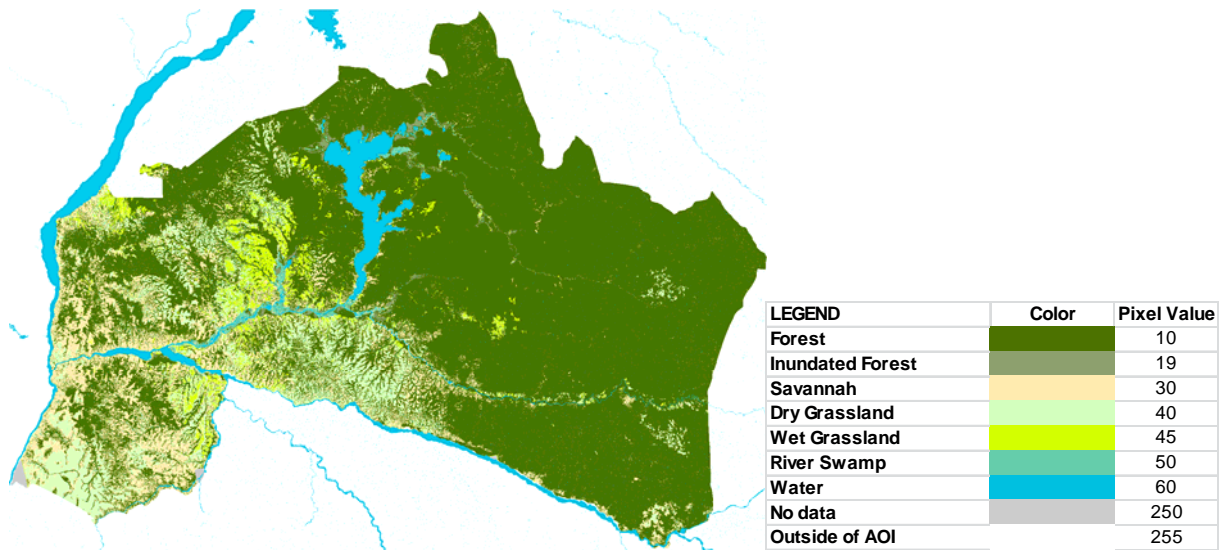 LEGEND Color Pixel Value
Forest 10
Inundated Forest 19
Savannah 30
Dry Grassland 40
Wet Grassland 45
River Swamp 50
Water 60
No data 250
Outside of AOI 255